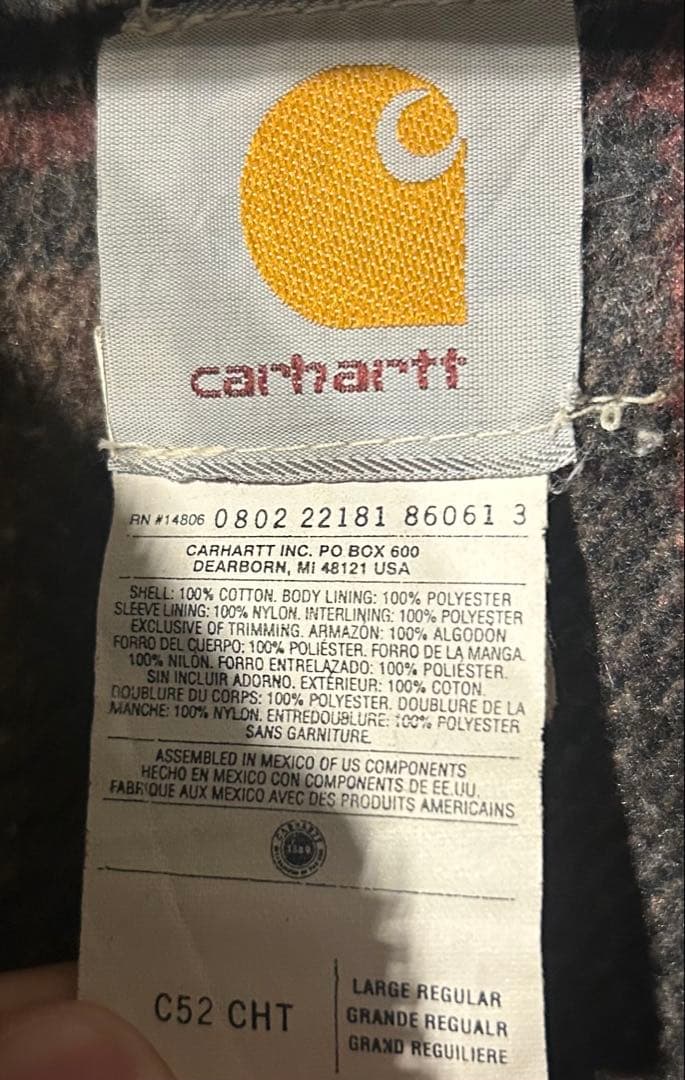 carhartt
RN #14806 0802 22181 86061 3
CARHARTT INC. PO BOX 600
DEARBORN, MI 48121 USA
SHELL: 100% COTTON. BODY LINING: 100% POLYESTER
SLEEVE LINING: 100% NYLON. INTERLINING: 100% POLYESTER
EXCLUSIVE OF TRIMMING. ARMAZÓN: 100% ALGODON
FORRO DEL CUERPO: 100% POLIÉSTER. FORRO DE LA MANGA.
100% NILÓN. FORRO ENTRELAZADO: 100% POLIÉSTER.
SIN INCLUIR ADORNO. EXTÉRIEUR: 100% COTON.
DOUBLURE DU CORPS: 100% POLYESTER. DOUBLURE DE LA
MANCHE: 100% NYLON. ENTREDOUBLURE: 100% POLYESTER
SANS GARNITURE.
ASSEMBLED IN MEXICO OF US COMPONENTS
HECHO EN MEXICO CON COMPONENTS DE EE.UU.
FABRIQUE AUX MEXICO AVEC DES PRODUITS AMERICAINS
CARHARTT
1889
C52 CHT
LARGE REGULAR
GRANDE REGUALR
GRAND REGUILIERE